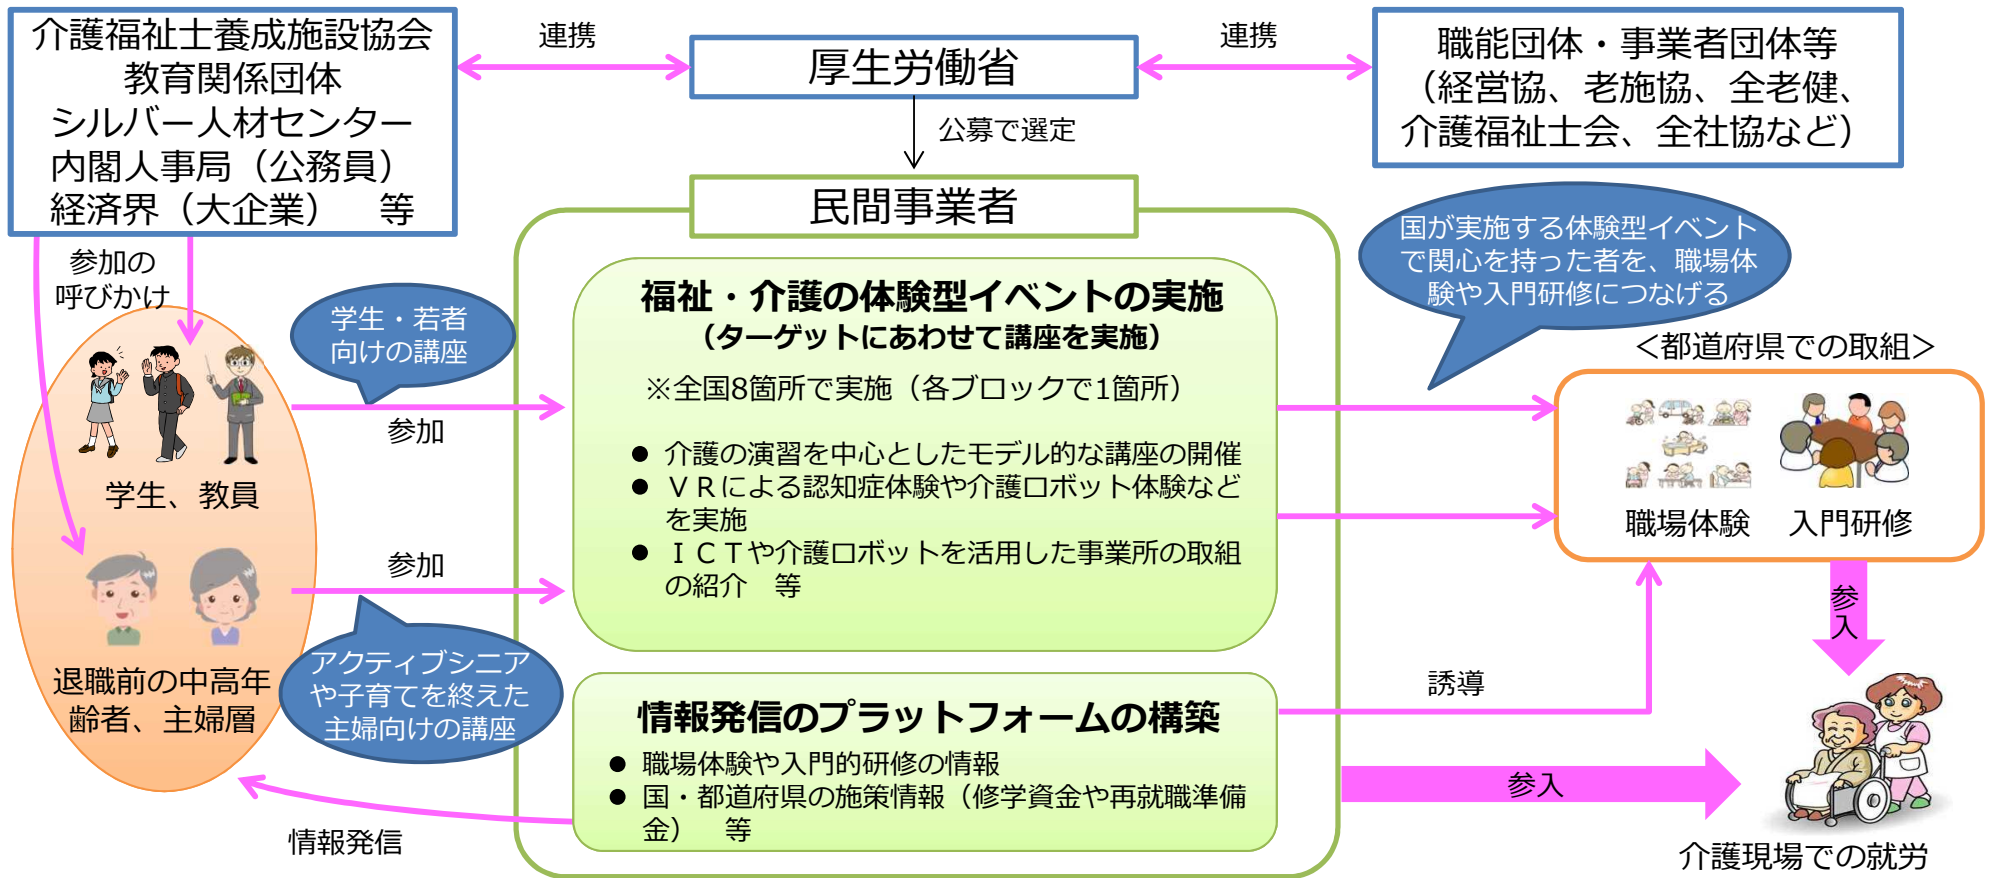 介護福祉士養成施設協会
教育関係団体
シルバー人材センター
内閣人事局（公務員）
経済界（大企業）　等
連携
厚生労働省
連携
職能団体・事業者団体等
（経営協、老施協、全老健、
介護福祉士会、全社協など）
公募で選定
民間事業者
参加の
呼びかけ
学生・若者
向けの講座
参加
学生、教員
参加
退職前の中高年
齢者、主婦層
アクティブシニア
や子育てを終えた
主婦向けの講座
情報発信
福祉・介護の体験型イベントの実施
（ターゲットにあわせて講座を実施）
※全国8箇所で実施（各ブロックで1箇所）
● 介護の演習を中心としたモデル的な講座の開催
● ＶＲによる認知症体験や介護ロボット体験など
を実施
● ＩＣＴや介護ロボットを活用した事業所の取組
の紹介　等
情報発信のプラットフォームの構築
● 職場体験や入門的研修の情報
● 国・都道府県の施策情報（修学資金や再就職準備
金）　等
国が実施する体験型イベント
で関心を持った者を、職場体
験や入門研修につなげる
＜都道府県での取組＞
職場体験　入門研修
誘導
参
入
参入
介護現場での就労